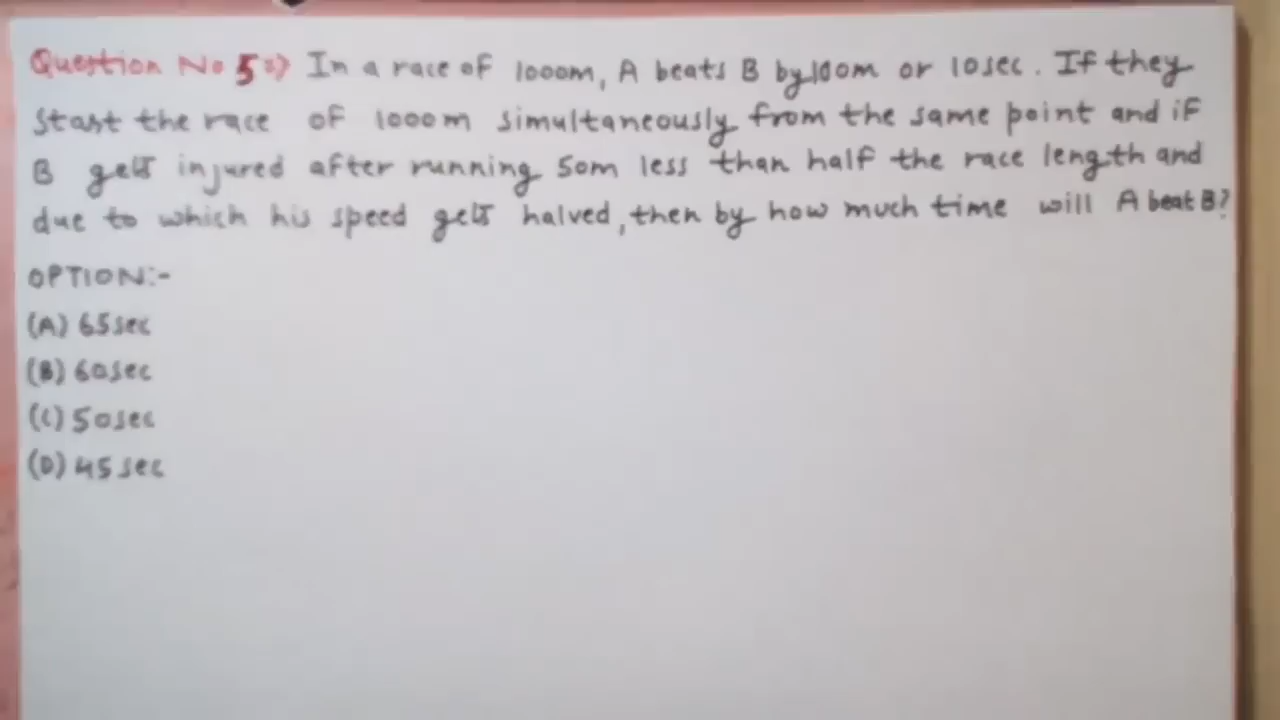 Question No 5:⇒ In a race of 1000m, A beats B by 100m or 10sec. If they
start the race of 1000m simultaneously from the same point and if
B gets injured after running 50m less than half the race length and
due to which his speed gets halved, then by how much time will A beat B?
OPTION:-
(A) 65sec
(B) 60sec
(C) 50sec
(D) 45sec